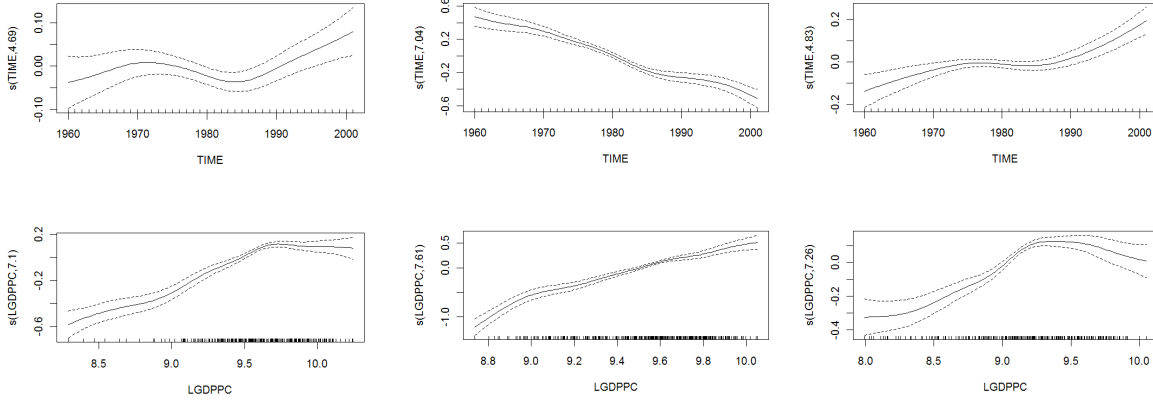 s(TIME,4.69)
0.10
0.00
-0.10
1960 1970 1980 1990 2000
TIME
s(TIME,7.04)
0.6
0.2
-0.2
-0.6
1960 1970 1980 1990 2000
TIME
s(TIME,4.83)
0.2
0.0
-0.2
1960 1970 1980 1990 2000
TIME
s(LGDPPC,7.1)
0.2
-0.2
-0.6
8.5 9.0 9.5 10.0
LGDPPC
s(LGDPPC,7.61)
0.5
0.0
-1.0
8.8 9.0 9.2 9.4 9.6 9.8 10.0
LGDPPC
s(LGDPPC,7.26)
0.0
-0.2
-0.4
8.0 8.5 9.0 9.5 10.0
LGDPPC